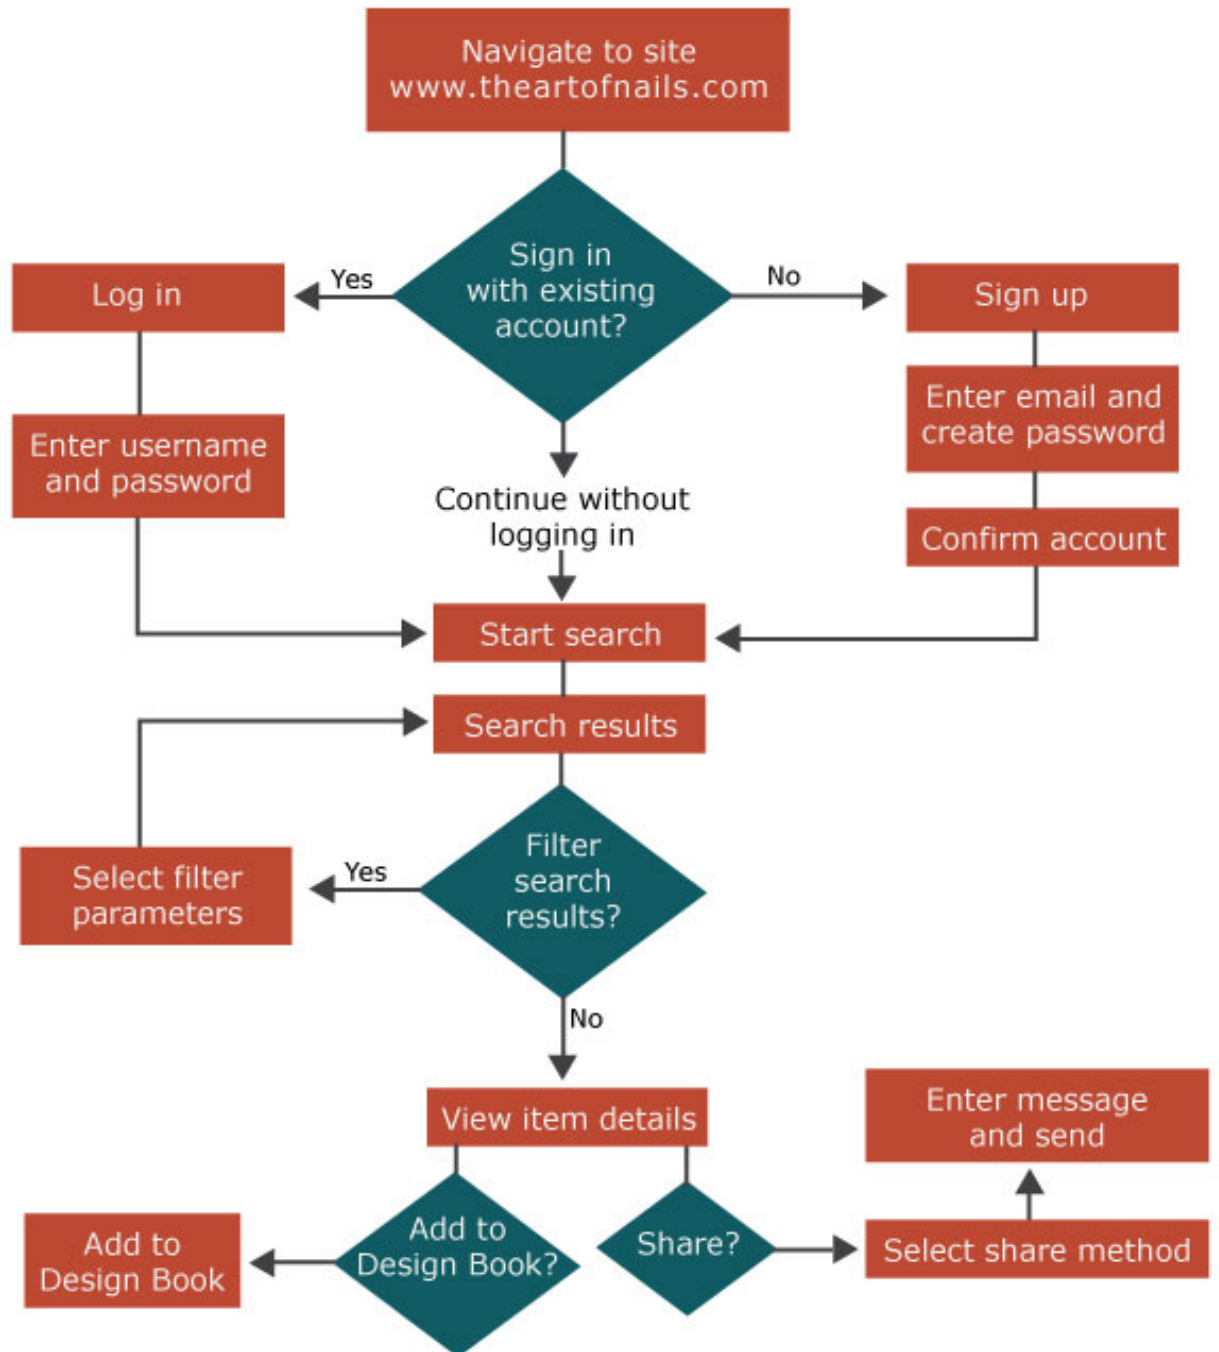 Navigate to site
www.theartofnails.com
Sign in
with existing
account?
Yes
No
Log in
Sign up
Enter username
and password
Enter email and
create password
Continue without
logging in
Confirm account
Start search
Search results
Filter
search
results?
Yes
Select filter
parameters
No
View item details
Enter message
and send
Add to
Design Book?
Add to
Design Book
Share?
Select share method